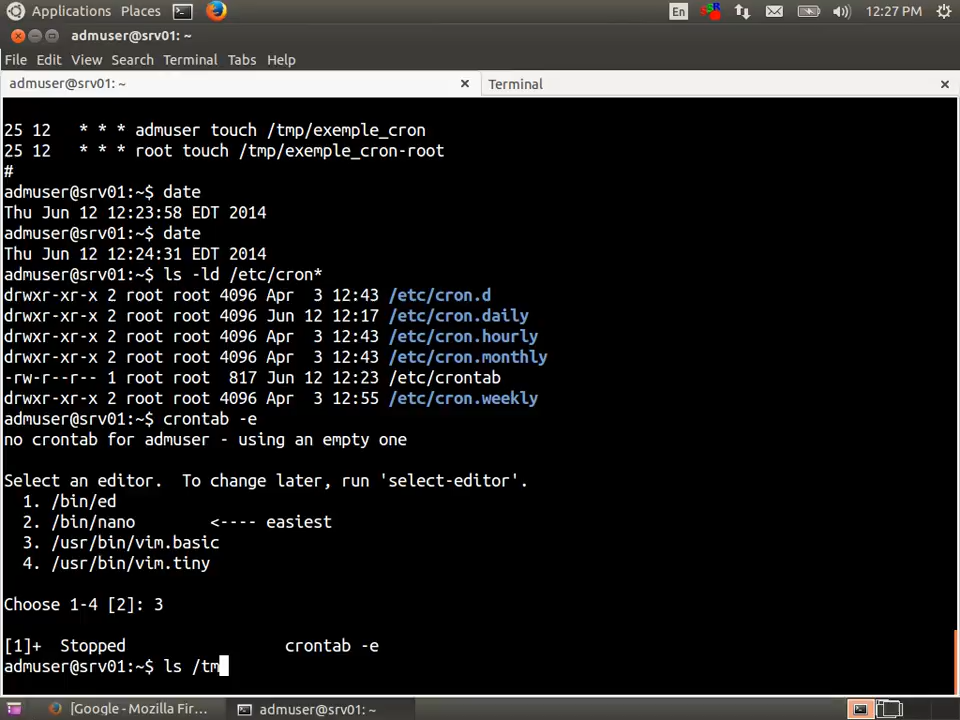 Applications Places En 12:27 PM
admuser@srv01: ~
File Edit View Search Terminal Tabs Help
admuser@srv01: ~ × Terminal ×
25 12   * * * admuser touch /tmp/exemple_cron
25 12   * * * root touch /tmp/exemple_cron-root
#
admuser@srv01:~$ date
Thu Jun 12 12:23:58 EDT 2014
admuser@srv01:~$ date
Thu Jun 12 12:24:31 EDT 2014
admuser@srv01:~$ ls -ld /etc/cron*
drwxr-xr-x 2 root root 4096 Apr  3 12:43 /etc/cron.d
drwxr-xr-x 2 root root 4096 Jun 12 12:17 /etc/cron.daily
drwxr-xr-x 2 root root 4096 Apr  3 12:43 /etc/cron.hourly
drwxr-xr-x 2 root root 4096 Apr  3 12:43 /etc/cron.monthly
-rw-r--r-- 1 root root  817 Jun 12 12:23 /etc/crontab
drwxr-xr-x 2 root root 4096 Apr  3 12:55 /etc/cron.weekly
admuser@srv01:~$ crontab -e
no crontab for admuser - using an empty one
Select an editor.  To change later, run 'select-editor'.
  1. /bin/ed
  2. /bin/nano        <---- easiest
  3. /usr/bin/vim.basic
  4. /usr/bin/vim.tiny
Choose 1-4 [2]: 3
[1]+  Stopped                 crontab -e
admuser@srv01:~$ ls /tm
[Google - Mozilla Fir... admuser@srv01: ~